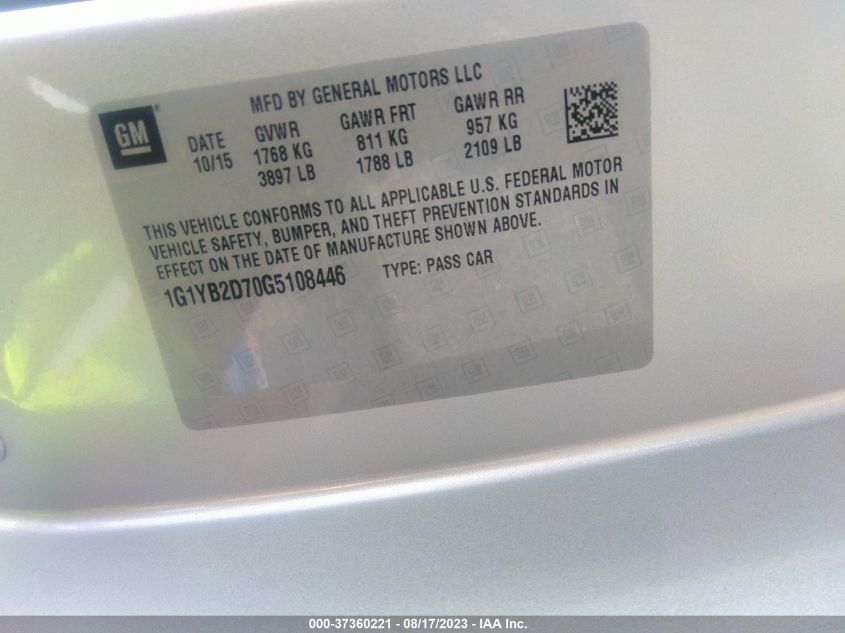 MFD BY GENERAL MOTORS LLC
GM
DATE GVWR GAWR FRT GAWR RR
10/15 1768 KG 811 KG 957 KG
3897 LB 1788 LB 2109 LB
THIS VEHICLE CONFORMS TO ALL APPLICABLE U.S. FEDERAL MOTOR
VEHICLE SAFETY, BUMPER, AND THEFT PREVENTION STANDARDS IN
EFFECT ON THE DATE OF MANUFACTURE SHOWN ABOVE.
1G1YB2D70G5108446 TYPE: PASS CAR
000-37360221 - 08/17/2023 - IAA Inc.